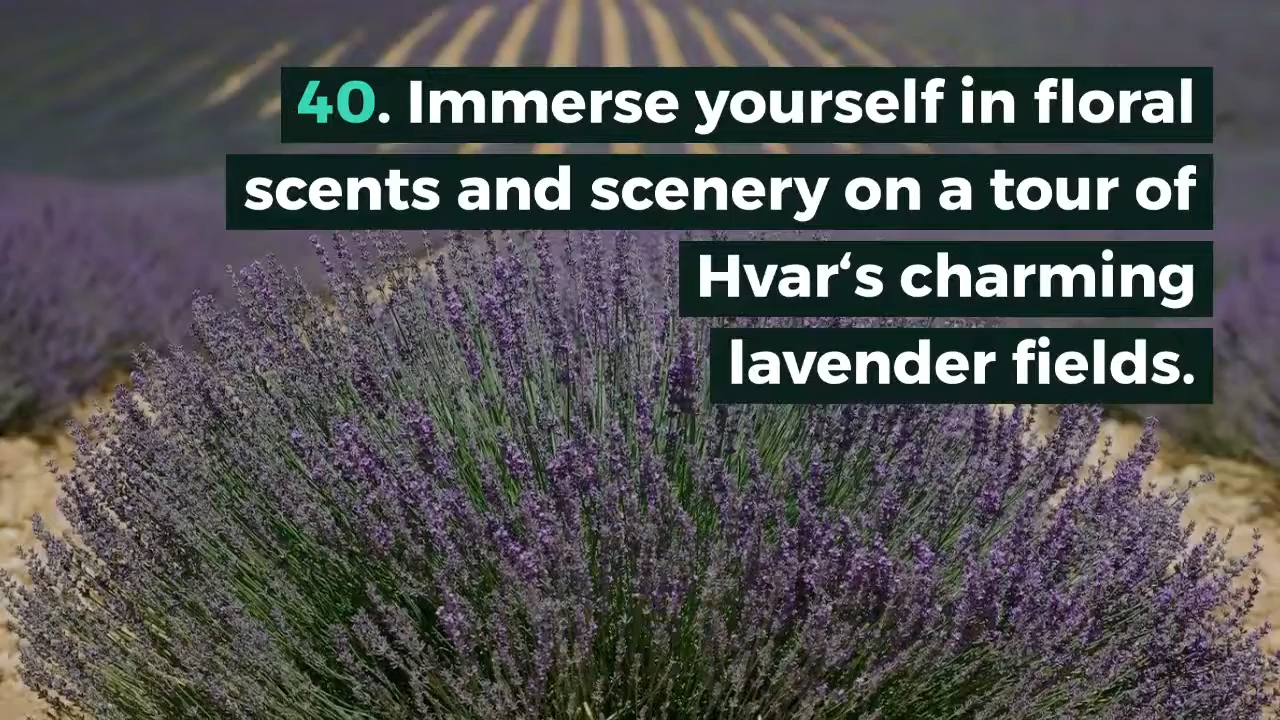 40. Immerse yourself in floral
scents and scenery on a tour of
Hvar‘s charming
lavender fields.